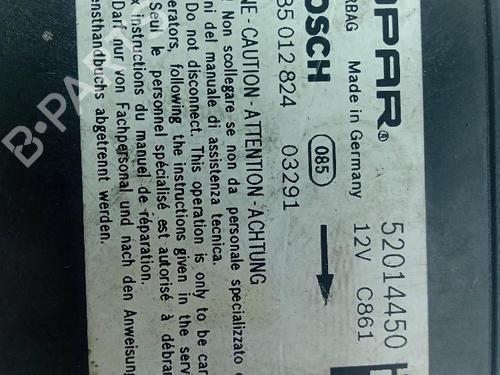 OPAR®
RBAG Made in Germany
52014450
12V C861
OSCH
085
85 012 824 03291
NE-CAUTION-ATTENTION-ACHTUNG
! Non scollegare se non da personale specializzato
ni del manuale di assistenza tecnica.
Do not disconnect. This operation is only to be car
erators, following the instructions given in the serv
Seul le personnel spécialisé est autorisé à débra
x instructions du manuel de réparation.
Darf nur von Fachpersonal und nach den Anweisung
ensthandbuchs abgetrennt werden.
B-PARTS